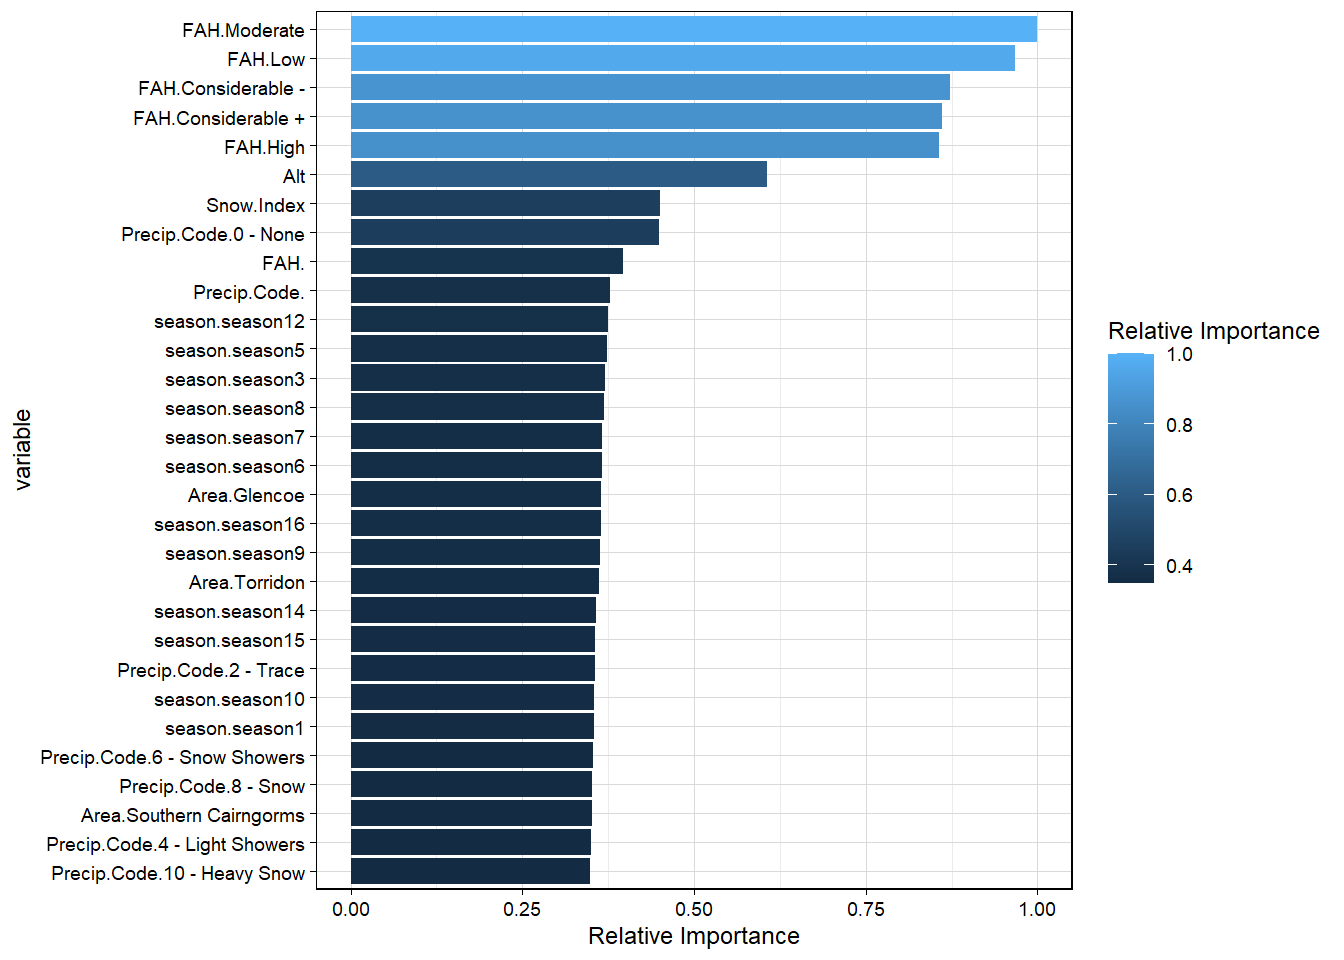 FAH.Moderate
FAH.Low
FAH.Considerable -
FAH.Considerable +
FAH.High
Alt
Snow.Index
Precip.Code.0 - None
FAH.
Precip.Code.
season.season12
season.season5
season.season3
season.season8
season.season7
season.season6
Area.Glencoe
season.season16
season.season9
Area.Torridon
season.season14
season.season15
Precip.Code.2 - Trace
season.season10
season.season1
Precip.Code.6 - Snow Showers
Precip.Code.8 - Snow
Area.Southern Cairngorms
Precip.Code.4 - Light Showers
Precip.Code.10 - Heavy Snow
variable
0.00 0.25 0.50 0.75 1.00
Relative Importance
Relative Importance
1.0
0.8
0.6
0.4